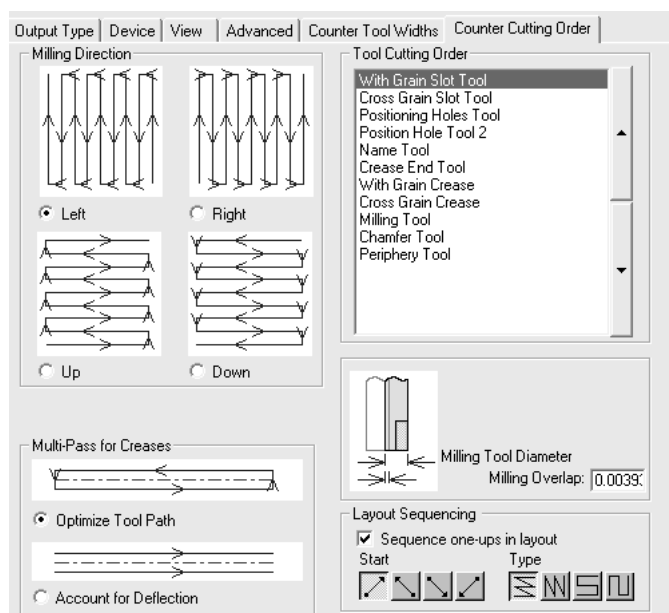 Output Type Device View Advanced Counter Tool Widths Counter Cutting Order
Milling Direction
Left
Right
Up
Down
Multi-Pass for Creases
Optimize Tool Path
Account for Deflection
Tool Cutting Order
With Grain Slot Tool
Cross Grain Slot Tool
Positioning Holes Tool
Position Hole Tool 2
Name Tool
Crease End Tool
With Grain Crease
Cross Grain Crease
Milling Tool
Chamfer Tool
Periphery Tool
Milling Tool Diameter
Milling Overlap:
Layout Sequencing
Sequence one-ups in layout
Start Type